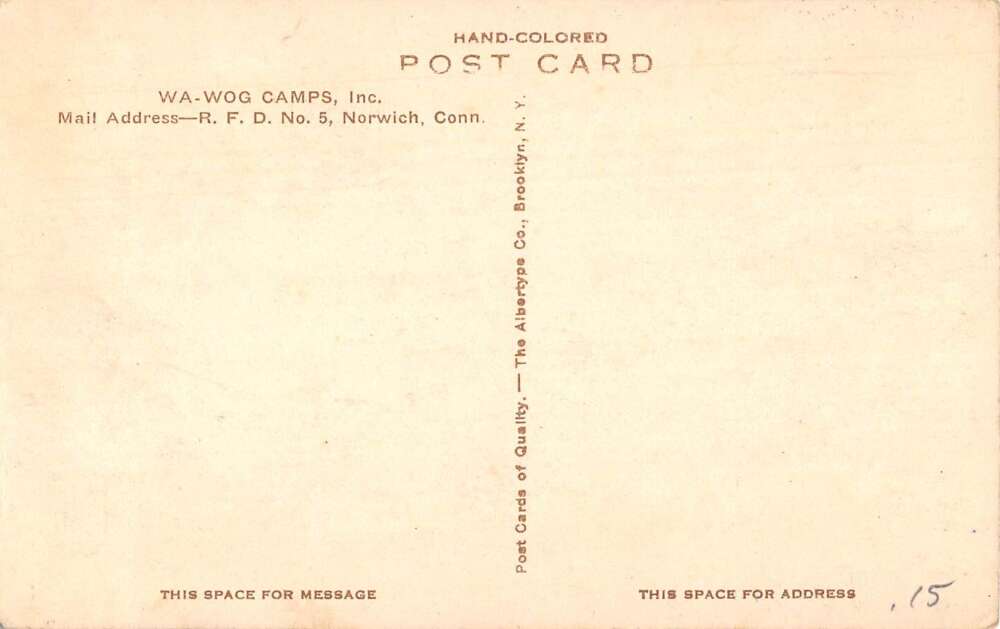 HAND-COLORED
POST CARD
WA-WOG CAMPS, Inc.
Mail Address—R. F. D. No. 5, Norwich, Conn.
Post Cards of Quality. — The Albertype Co., Brooklyn, N. Y.
THIS SPACE FOR MESSAGE
THIS SPACE FOR ADDRESS
.15